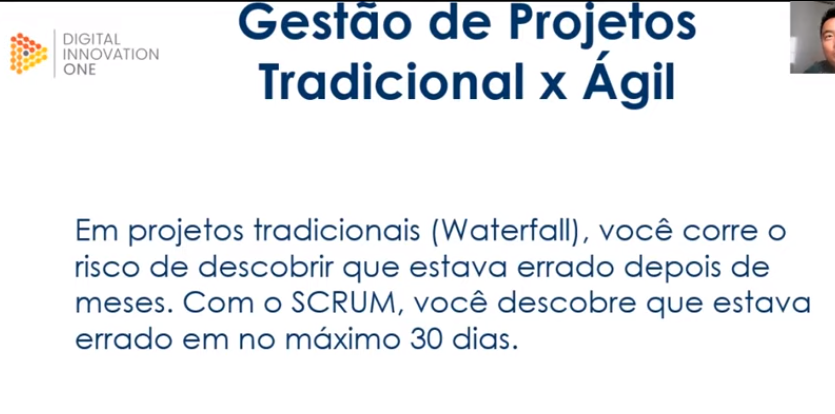 DIGITAL
INNOVATION
ONE
Gestão de Projetos
Tradicional x Ágil
Em projetos tradicionais (Waterfall), você corre o
risco de descobrir que estava errado depois de
meses. Com o SCRUM, você descobre que estava
errado em no máximo 30 dias.